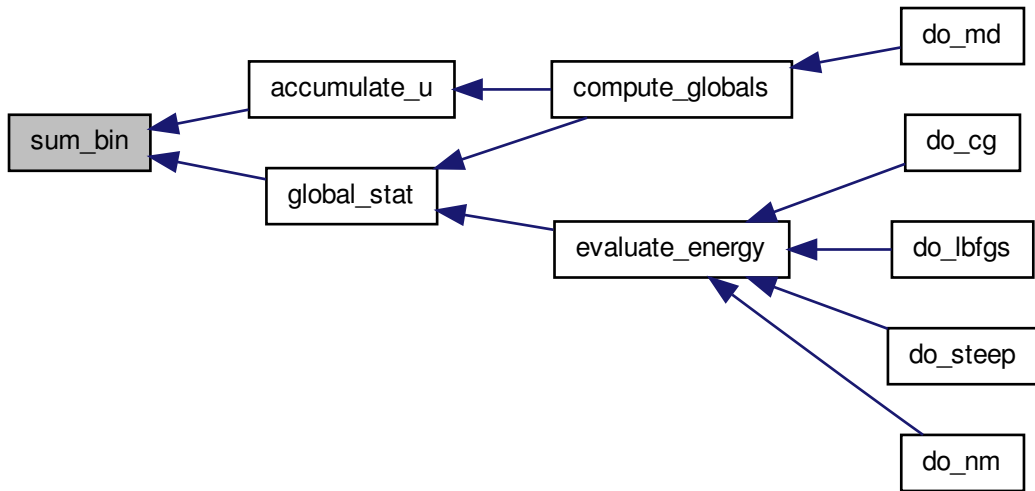 do_md
accumulate_u
compute_globals
sum_bin
do_cg
global_stat
evaluate_energy
do_lbfgs
do_steep
do_nm